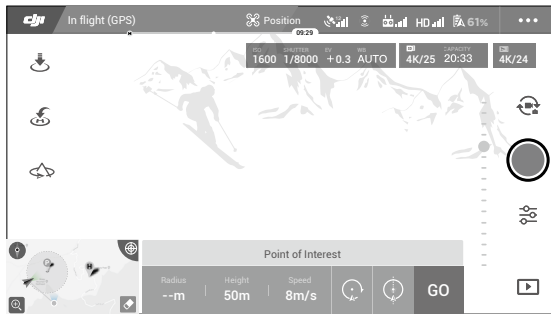 dji In flight (GPS) Position HD 61%
09:29
ISO SHUTTER EV WB CAPACITY
1600 1/8000 +0.3 AUTO 4K/25 20:33 4K/24
H
H
Point of Interest
Radius Height Speed
--m 50m 8m/s GO